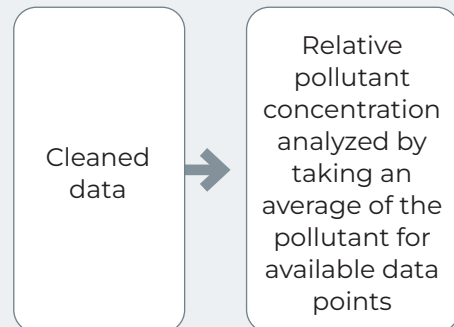 Cleaned
data
Relative
pollutant
concentration
analyzed by
taking an
average of the
pollutant for
available data
points